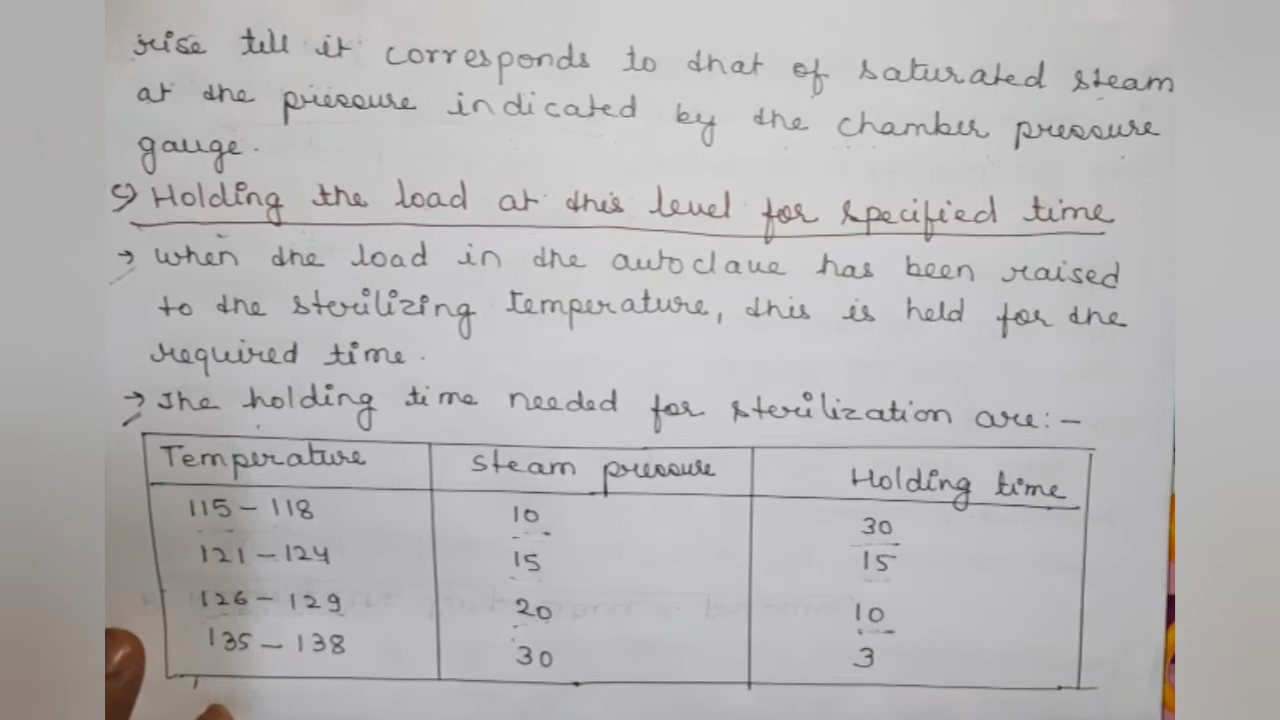 rise till it corresponds to that of saturated steam
at the pressure indicated by the chamber pressure
gauge.
c) Holding the load at this level for specified time
→ when the load in the autoclave has been raised
to the sterilizing temperature, this is held for the
required time.
→ The holding time needed for sterilization are:-
Temperature Steam pressure Holding time
115-118 10 30
121-124 15 15
126-129 20 10
135-138 30 3